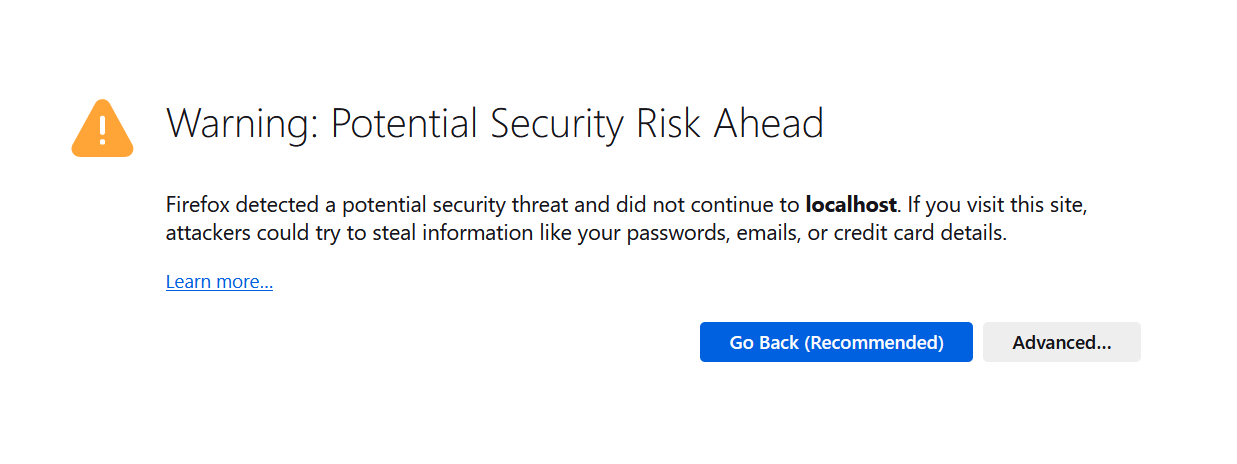 Warning: Potential Security Risk Ahead
Firefox detected a potential security threat and did not continue to localhost. If you visit this site,
attackers could try to steal information like your passwords, emails, or credit card details.
Learn more...
Go Back (Recommended)
Advanced...